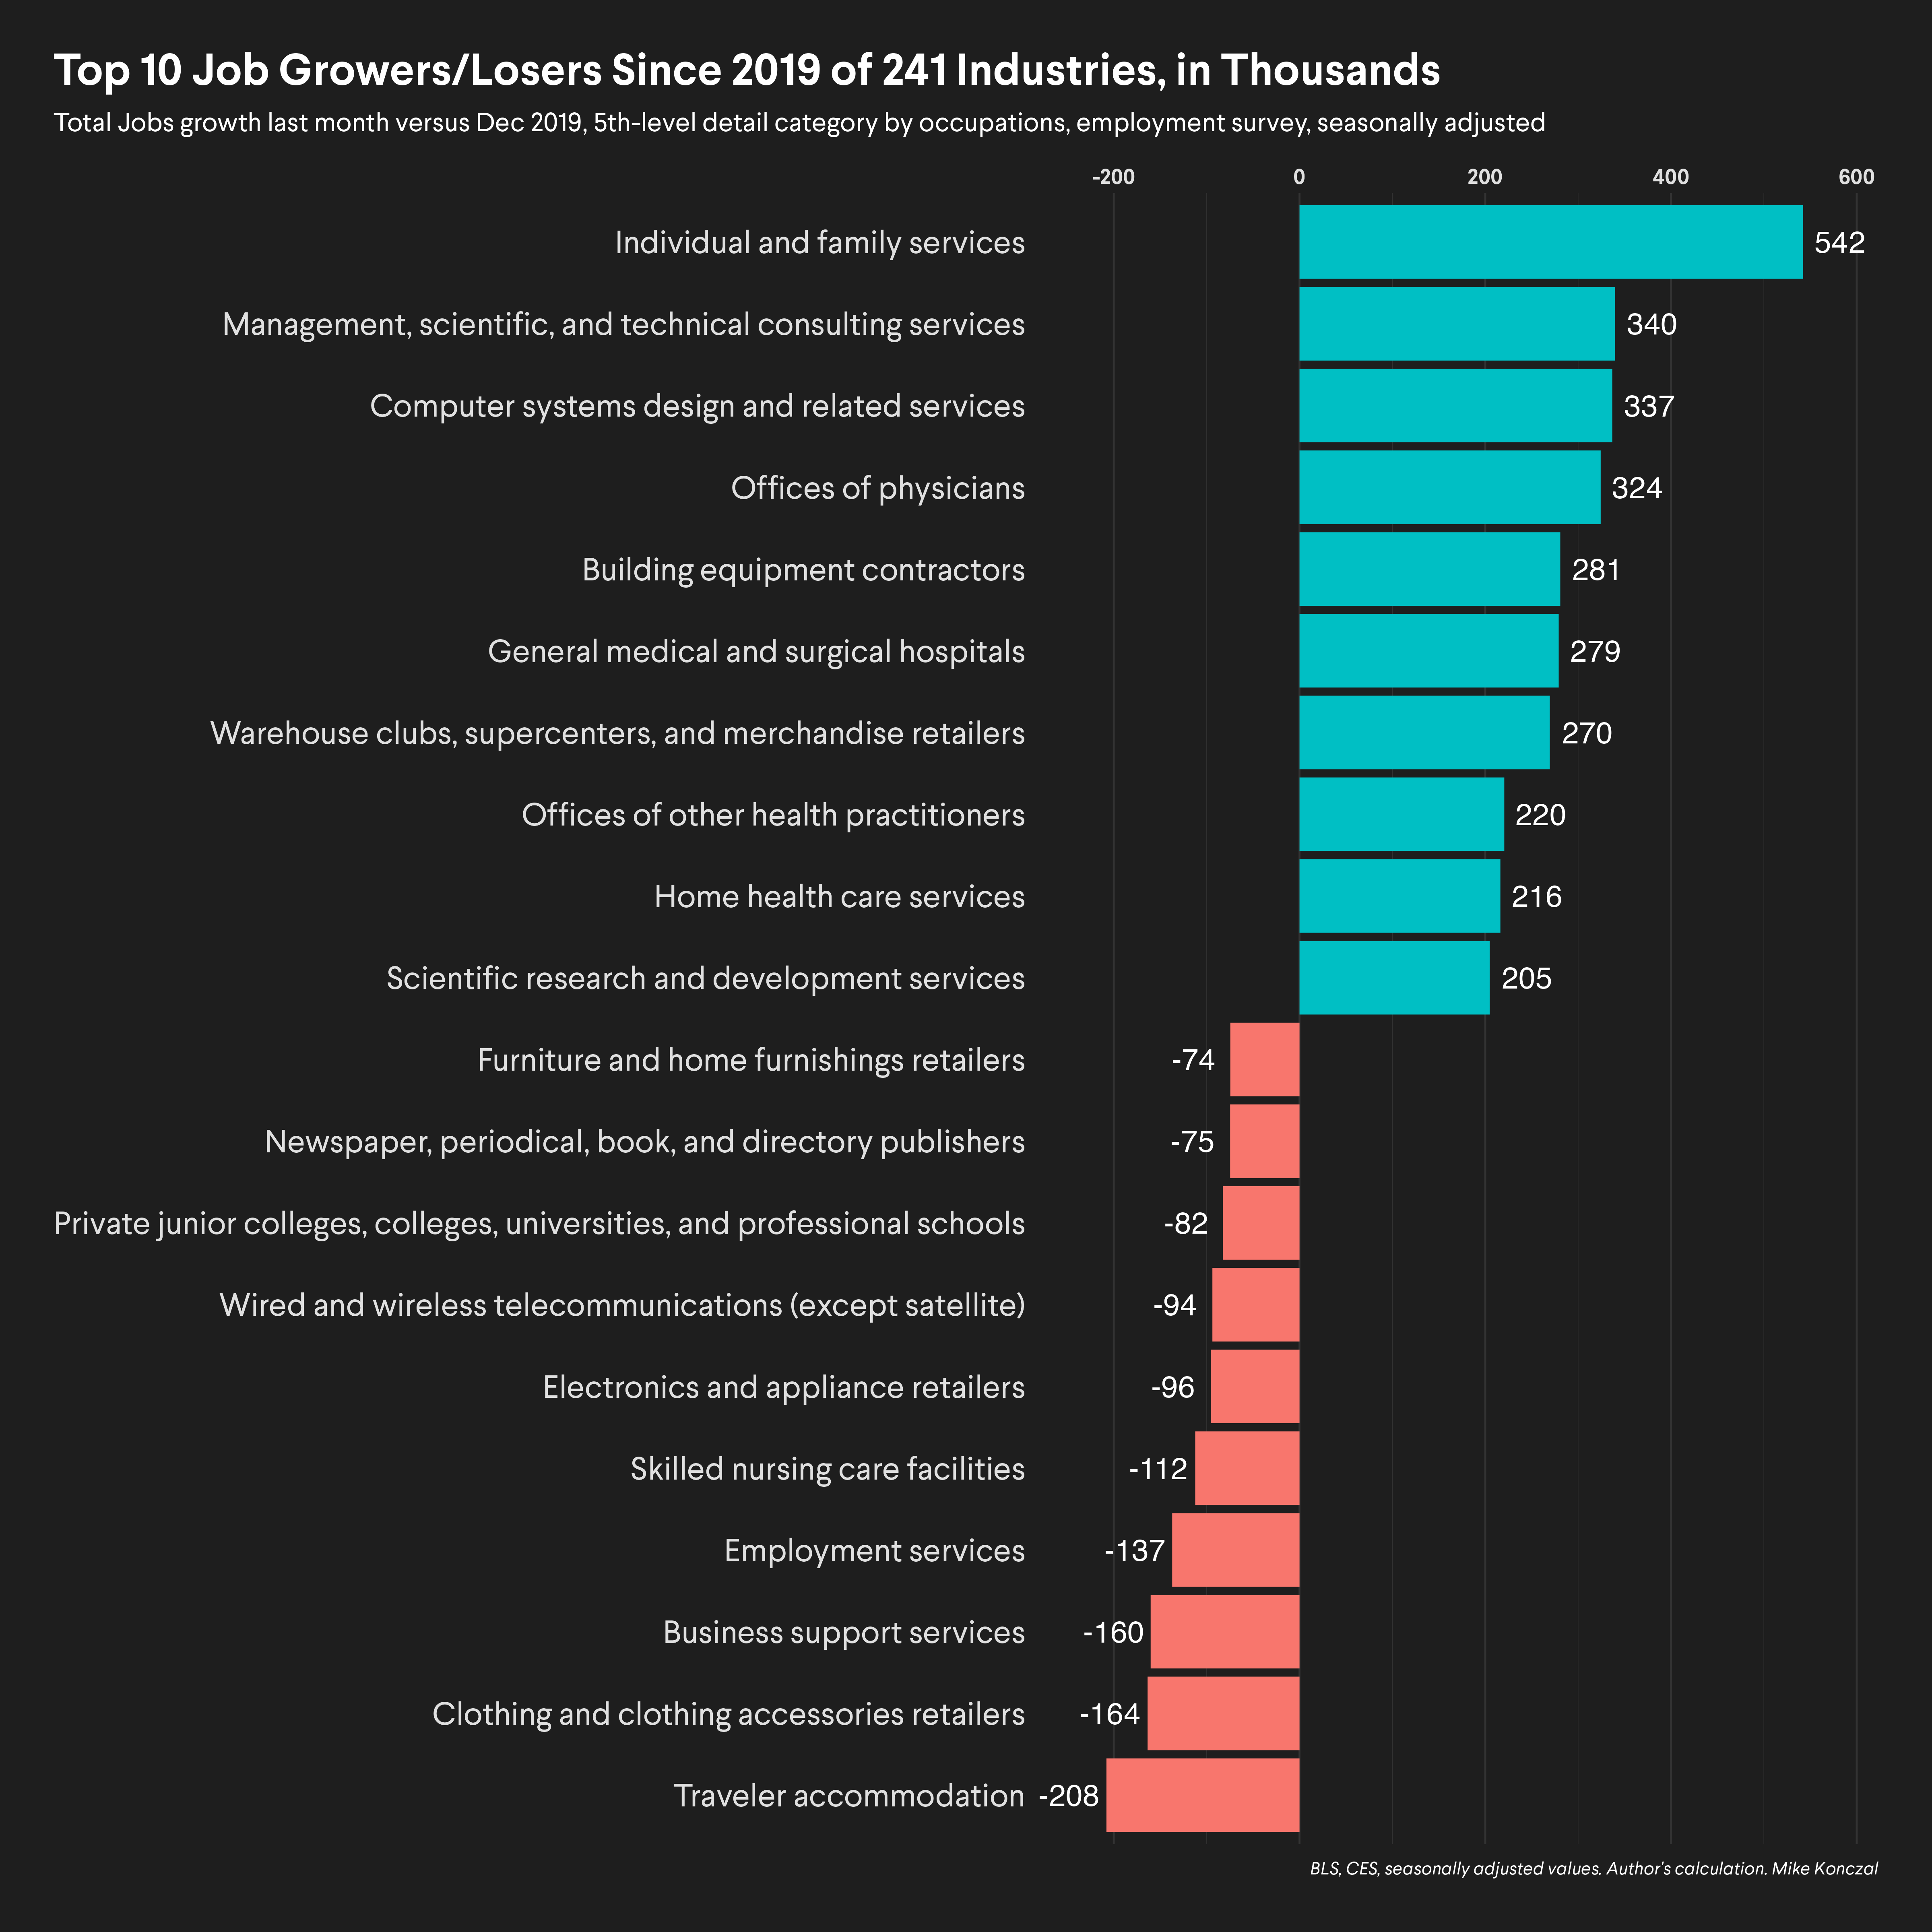 Top 10 Job Growers/Losers Since 2019 of 241 Industries, in Thousands
Total Jobs growth last month versus Dec 2019, 5th-level detail category by occupations, employment survey, seasonally adjusted
-200 0 200 400 600
Individual and family services 542
Management, scientific, and technical consulting services 340
Computer systems design and related services 337
Offices of physicians 324
Building equipment contractors 281
General medical and surgical hospitals 279
Warehouse clubs, supercenters, and merchandise retailers 270
Offices of other health practitioners 220
Home health care services 216
Scientific research and development services 205
Furniture and home furnishings retailers -74
Newspaper, periodical, book, and directory publishers -75
Private junior colleges, colleges, universities, and professional schools -82
Wired and wireless telecommunications (except satellite) -94
Electronics and appliance retailers -96
Skilled nursing care facilities -112
Employment services -137
Business support services -160
Clothing and clothing accessories retailers -164
Traveler accommodation -208
BLS, CES, seasonally adjusted values. Author's calculation. Mike Konczal